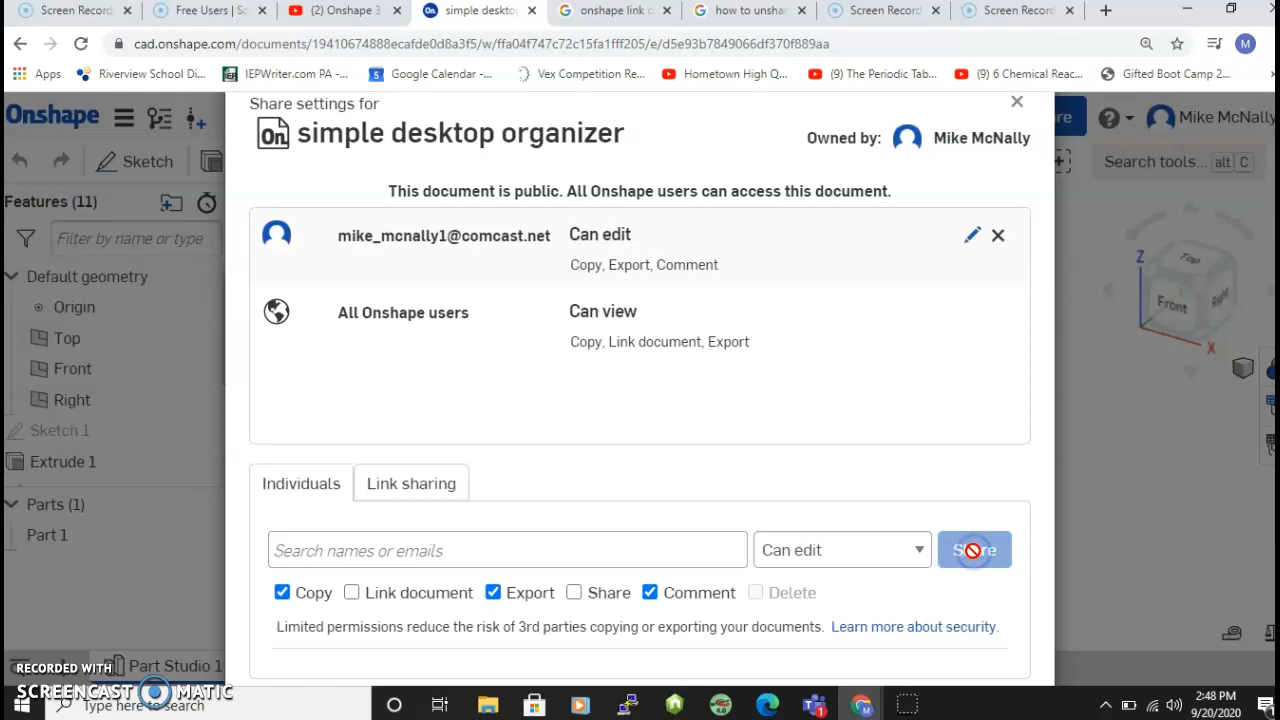 Screen Record
Free Users | Sc
(2) Onshape 3
simple deskto
onshape link d
how to unshar
Screen Record
Screen Record
cad.onshape.com/documents/19410674888ecafde0d8a3f5/w/ffa04f747c72c15fa1fff205/e/d5e93b7849066df370f889aa
M
Apps
Riverview School Di...
IEPWriter.com PA -...
Google Calendar -...
Vex Competition Re...
Hometown High Q...
(9) The Periodic Tab...
(9) 6 Chemical Reac...
Gifted Boot Camp 2...
Onshape
Share settings for
simple desktop organizer
Owned by:
Mike McNally
Mike McNally
Sketch
Search tools...
alt C
This document is public. All Onshape users can access this document.
Features (11)
Filter by name or type
mike_mcnally1@comcast.net
Can edit
Copy, Export, Comment
Default geometry
Origin
Top
Front
Right
Sketch 1
Extrude 1
Parts (1)
Part 1
All Onshape users
Can view
Copy, Link document, Export
Z
Top
Front
Right
X
Individuals
Link sharing
Search names or emails
Can edit
Share
Copy
Link document
Export
Share
Comment
Delete
Limited permissions reduce the risk of 3rd parties copying or exporting your documents. Learn more about security.
Part Studio 1
RECORDED WITH
SCREENCAST MATIC
Type here to search
2:48 PM
9/20/2020